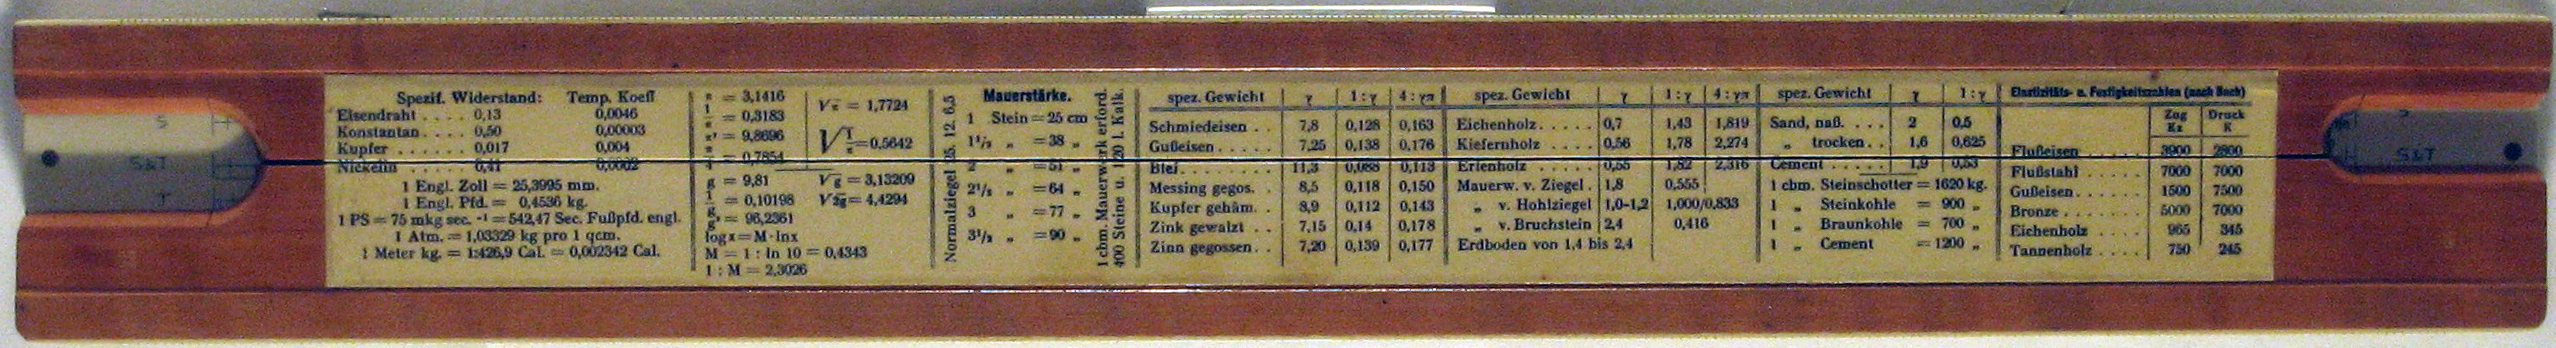 S
S&T
T
Spezif. Widerstand: Temp. Koeff
Eisendraht . . . . 0,13 0,0046
Konstantan . . . . 0,50 0,00003
Kupfer . . . . . . 0,017 0,004
Nickelin . . . . . 0,41 0,0002
1 Engl. Zoll = 25,3995 mm.
1 Engl. Pfd. = 0,4536 kg.
1 PS = 75 mkg sec. -¹ = 542,47 Sec. Fußpfd. engl.
1 Atm. = 1,03329 kg pro 1 qcm.
1 Meter kg. = 1:426,9 Cal. = 0,002342 Cal.
π = 3,1416
1/π = 0,3183
π² = 9,8696
π/4 = 0,7854
g = 9,81
1/g = 0,10198
g² = 96,2361
log x = M · lnx
M = 1 : ln 10 = 0,4343
1 : M = 2,3026
√π = 1,7724
√1/π = 0,5642
√g = 3,13209
√2g = 4,4294
Normalziegel 25. 12. 6,5
Mauerstärke.
1 Stein = 25 cm
1¹/₂ „ = 38 „
2 „ = 51 „
2¹/₂ „ = 64 „
3 „ = 77 „
3¹/₂ „ = 90 „
1 cbm. Mauerwerk erford.
400 Steine u. 120 l. Kalk.
spez. Gewicht γ 1 : γ 4 : γπ
Schmiedeisen . . 7,8 0,128 0,163
Gußeisen . . . . 7,25 0,138 0,176
Blei . . . . . . 11,3 0,088 0,113
Messing gegos. . 8,5 0,118 0,150
Kupfer gehäm. . 8,9 0,112 0,143
Zink gewalzt . . 7,15 0,14 0,178
Zinn gegossen . . 7,20 0,139 0,177
spez. Gewicht γ 1 : γ 4 : γπ
Eichenholz . . . . . 0,7 1,43 1,819
Kiefernholz . . . . 0,56 1,78 2,274
Erlenholz . . . . . 0,55 1,82 2,316
Mauerw. v. Ziegel . 1,8 0,555
„ v. Hohlziegel 1,0-1,2 1,000/0,833
„ v. Bruchstein 2,4 0,416
Erdboden von 1,4 bis 2,4
spez. Gewicht γ 1 : γ
Sand, naß. . . . 2 0,5
„ trocken . . 1,6 0,625
Cement . . . . . 1,9 0,53
1 cbm. Steinschotter = 1620 kg.
1 „ Steinkohle = 900 „
1 „ Braunkohle = 700 „
1 „ Cement = 1200 „
Elastizitäts- u. Festigkeitszahlen (nach Bach)
Zug Druck
Kz K
Flußeisen 3900 2800
Flußstahl . . . . 7000 7000
Gußeisen . . . . 1500 7500
Bronze . . . . . . 5000 7000
Eichenholz . . . 965 345
Tannenholz . . . . 750 245
S&T